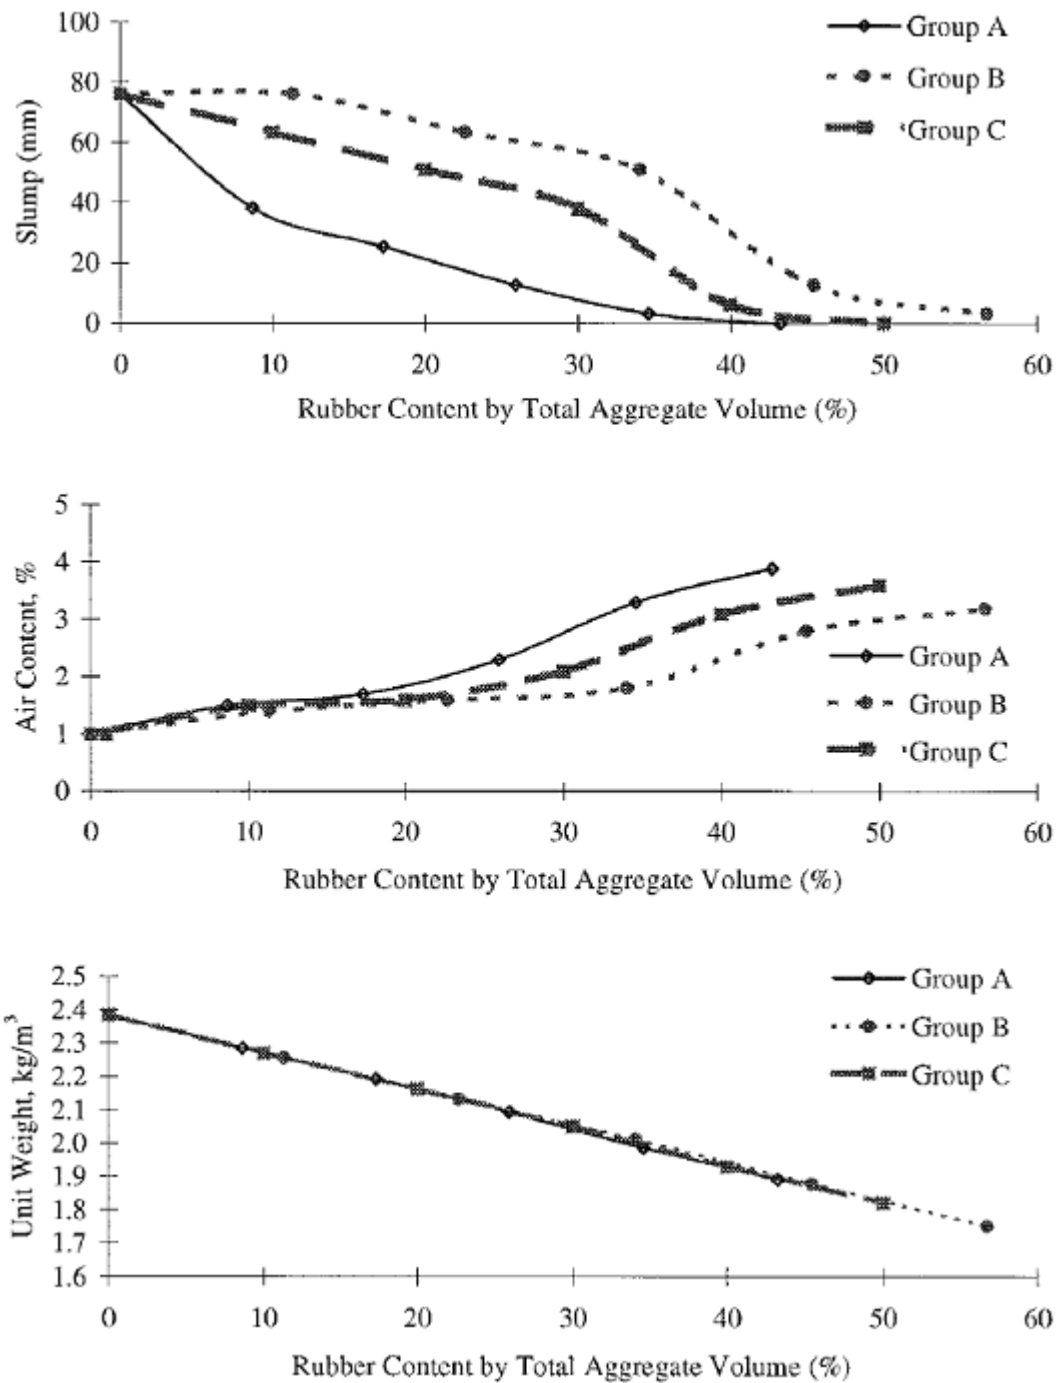 100
80
60
40
20
0
Slump (mm)
0 10 20 30 40 50 60
Rubber Content by Total Aggregate Volume (%)
Group A
Group B
Group C
5
4
3
2
1
0
Air Content, %
0 10 20 30 40 50 60
Rubber Content by Total Aggregate Volume (%)
Group A
Group B
Group C
2.5
2.4
2.3
2.2
2.1
2.0
1.9
1.8
1.7
1.6
Unit Weight, kg/m³
0 10 20 30 40 50 60
Rubber Content by Total Aggregate Volume (%)
Group A
Group B
Group C